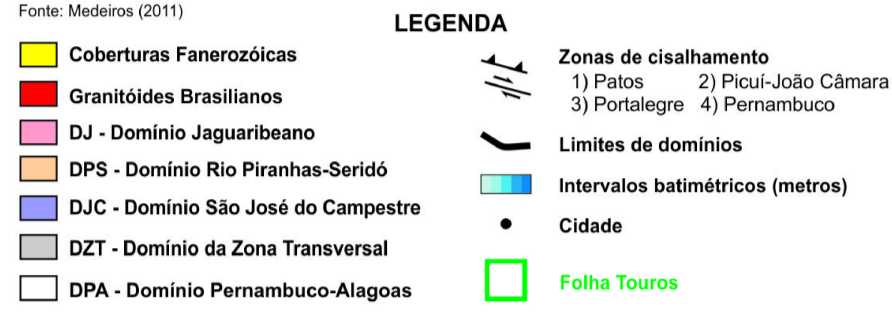 Fonte: Medeiros (2011)
LEGENDA
Coberturas Fanerozóicas
Granitóides Brasilianos
DJ - Domínio Jaguaribeano
DPS - Domínio Rio Piranhas-Seridó
DJC - Domínio São José do Campestre
DZT - Domínio da Zona Transversal
DPA - Domínio Pernambuco-Alagoas
Zonas de cisalhamento
1) Patos 2) Picuí-João Câmara
3) Portalegre 4) Pernambuco
Limites de domínios
Intervalos batimétricos (metros)
Cidade
Folha Touros